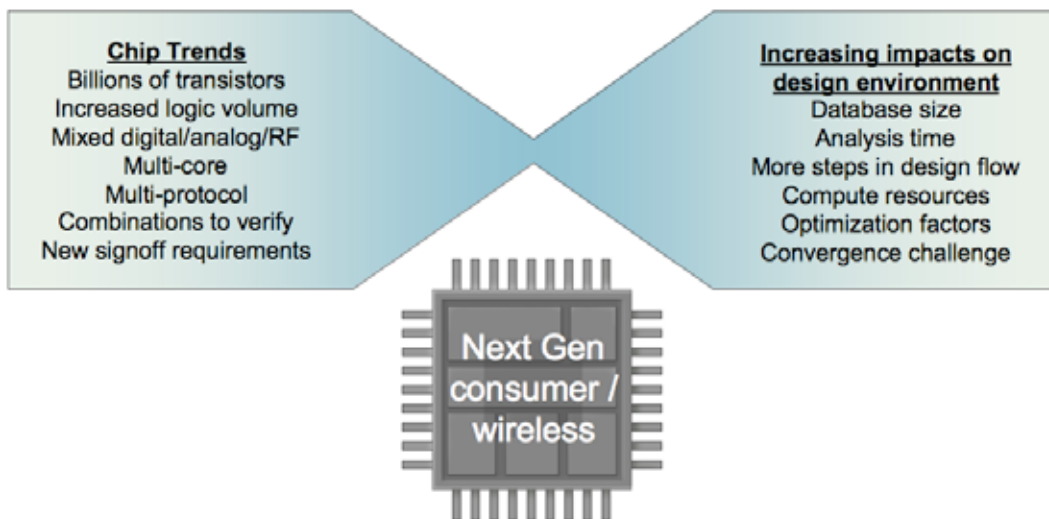 Chip Trends
Billions of transistors
Increased logic volume
Mixed digital/analog/RF
Multi-core
Multi-protocol
Combinations to verify
New signoff requirements
Increasing impacts on
design environment
Database size
Analysis time
More steps in design flow
Compute resources
Optimization factors
Convergence challenge
Next Gen
consumer /
wireless